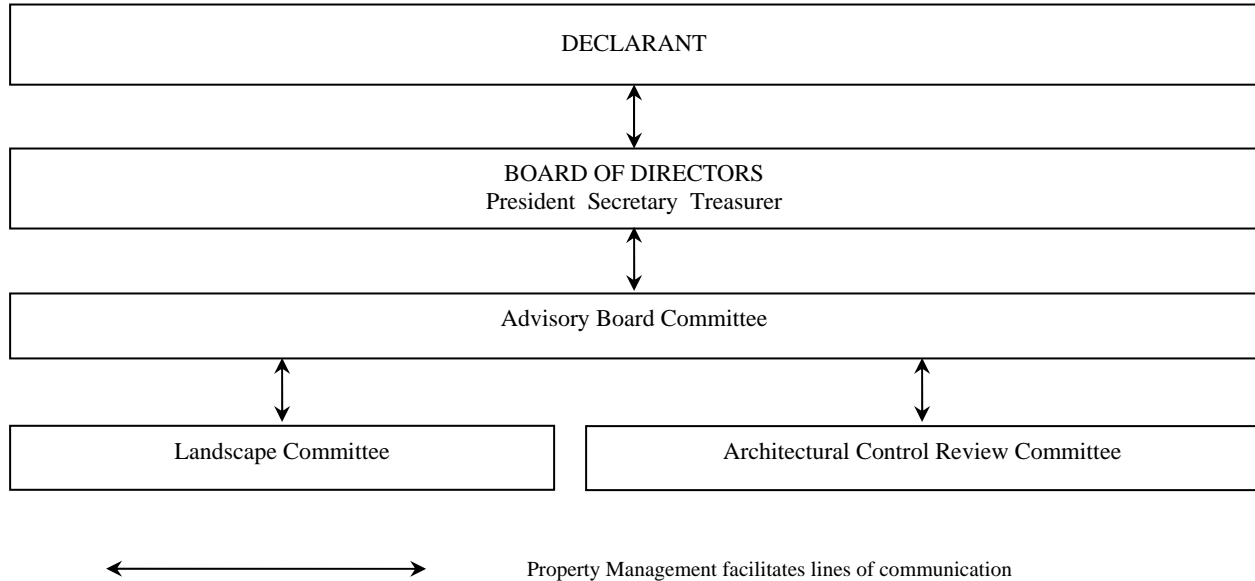 DECLARANT
BOARD OF DIRECTORS
President Secretary Treasurer
Advisory Board Committee
Landscape Committee
Architectural Control Review Committee
Property Management facilitates lines of communication